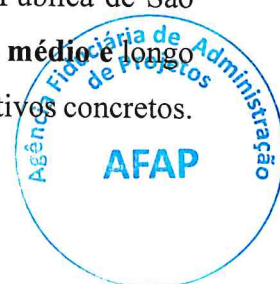 Pública de São
médio e longo
tivos concretos.
Agência Fiduciária de Administração
de Projetos
AFAP